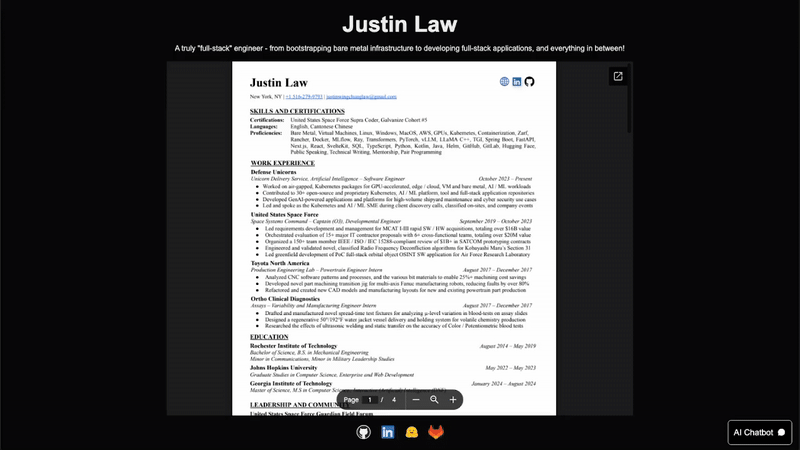 Justin Law
A truly "full-stack" engineer - from bootstrapping bare metal infrastructure to developing full-stack applications, and everything in between!
Justin Law
New York, NY
SKILLS AND CERTIFICATIONS
Certifications: United States Space Force Supra Coder, Galvanize Cohort #5
Languages: English, Cantonese Chinese
Proficiencies: Bare Metal, Virtual Machines, Linux, Windows, MacOS, AWS, GPUs, Kubernetes, Containerization, Zarf,
Rancher, Docker, MLflow, Ray, Transformers, PyTorch, vLLM, LLaMA C++, TGI, Spring Boot, FastAPI,
Next.js, React, SvelteKit, SQL, TypeScript, Python, Kotlin, Java, Helm, GitHub, GitLab, Hugging Face,
Public Speaking, Technical Writing, Mentorship, Pair Programming
WORK EXPERIENCE
Defense Unicorns
Unicorn Delivery Service, Artificial Intelligence – Software Engineer October 2023 – Present
● Worked on air-gapped, Kubernetes packages for GPU-accelerated, edge / cloud, VM and bare metal, AI / ML workloads
● Contributed to 30+ open-source and proprietary Kubernetes, AI / ML platform, tool and full-stack application repositories
● Developed GenAI-powered applications and platforms for high-volume shipyard maintenance and cyber security use cases
● Led and spoke as the Kubernetes and AI / ML SME during client discovery calls, classified on-sites, and company events
United States Space Force
Space Systems Command – Captain (O3), Developmental Engineer September 2019 – October 2023
● Led requirements development and management for MCAT I-III rapid SW / HW acquisitions, totaling over $16B value
● Orchestrated evaluation of 15+ major IT contractor proposals with 6+ cross-functional teams, totaling over $20M value
● Organized a 150+ team member IEEE / ISO / IEC 15288-compliant review of $1B+ in SATCOM prototyping contracts
● Engineered and validated novel, classified Radio Frequency Deconfliction algorithms for Kobayashi Maru's Section 31
● Led greenfield development of PoC full-stack orbital object OSINT SW application for Air Force Research Laboratory
Toyota North America
Production Engineering Lab – Powertrain Engineer Intern August 2017 – December 2017
● Analyzed CNC software patterns and processes, and the various bit materials to enable 25%+ machining cost savings
● Developed novel part machining transition jig for multi-axis Fanuc manufacturing robots, reducing faults by over 80%
● Refactored and created new CAD models and manufacturing layouts for new and existing powertrain production
Ortho Clinical Diagnostics
Assays – Variability and Manufacturing Engineer Intern August 2017 – December 2017
● Drafted and manufactured novel spread-time test fixtures for analyzing μ-level variation in blood-tests on assay slides
● Designed a regenerative 50°/192°F water jacket vessel delivery and holding system for volatile chemistry production
● Researched the effects of ultrasonic welding and static transfer on the accuracy of Color / Potentiometric blood tests
EDUCATION
Rochester Institute of Technology August 2014 – May 2019
Bachelor of Science, B.S. in Mechanical Engineering
Minor in Communications, Minor in Military Leadership Studies
Johns Hopkins University May 2022 – May 2023
Graduate Studies in Computer Science, Enterprise and Web Development
Georgia Institute of Technology January 2024 – August 2024
Master of Science, M.S in Computer Science,
LEADERSHIP AND
United States Space Force Guardian Field Forum
Page 1 / 4
AI Chatbot